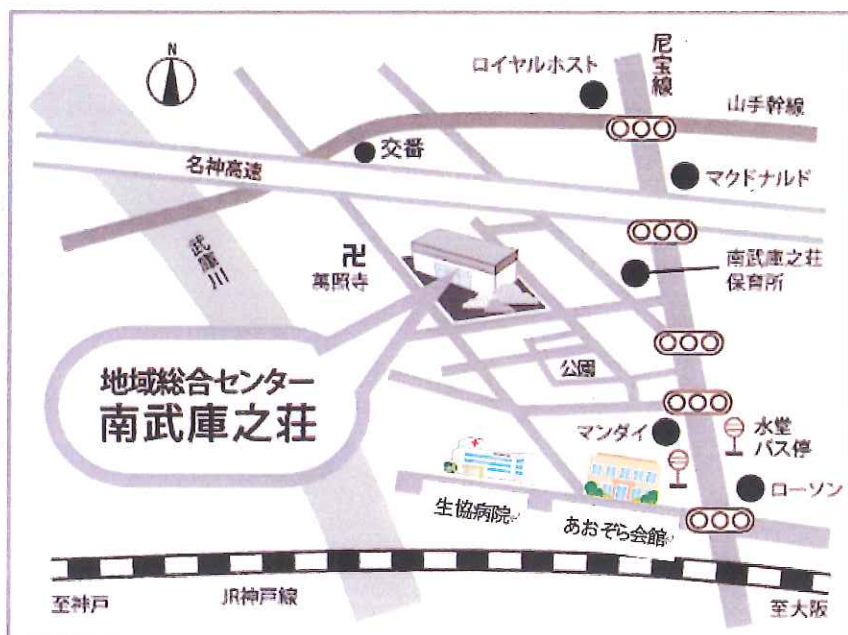 N
ロイヤルホスト
尼宝線
山手幹線
交番
名神高速
マクドナルド
武庫川
卍
萬照寺
南武庫之荘
保育所
公園
地域総合センター
南武庫之荘
マンダイ
水堂
バス停
ローソン
生協病院
あおぞら会館
至神戸
JR神戸線
至大阪